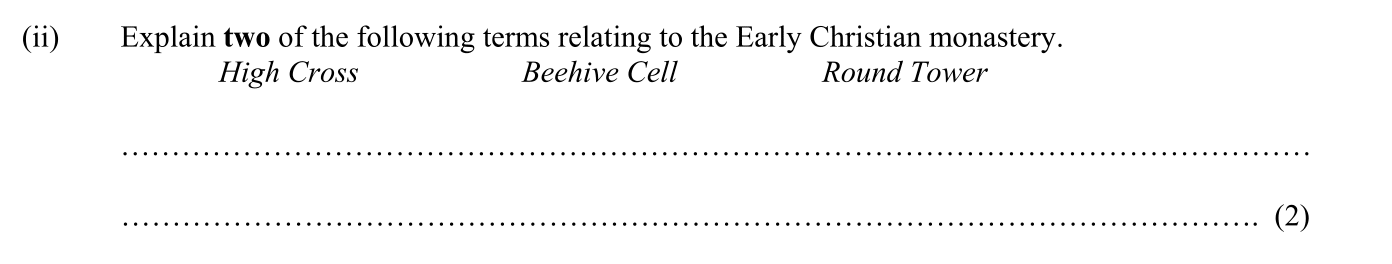 (ii) Explain two of the following terms relating to the Early Christian monastery.
High Cross Beehive Cell Round Tower
........................................................................................................................
.................................................................................................................. (2)